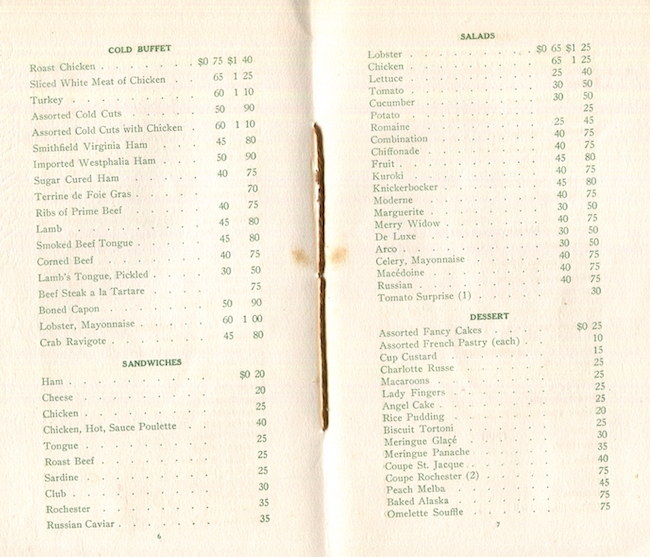 COLD BUFFET
Roast Chicken . . . . . . . $0 75 $1 40
Sliced White Meat of Chicken . . . 65 1 25
Turkey . . . . . . . . 60 1 10
Assorted Cold Cuts . . . . . 50 90
Assorted Cold Cuts with Chicken . 60 1 10
Smithfield Virginia Ham . . . . 45 80
Imported Westphalia Ham . . . . 50 90
Sugar Cured Ham . . . . . 40 75
Terrine de Foie Gras . . . . . 70
Ribs of Prime Beef . . . . . 40 75
Lamb . . . . . . . . 45 80
Smoked Beef Tongue . . . . . 45 80
Corned Beef . . . . . . 40 75
Lamb's Tongue, Pickled . . . . 30 50
Beef Steak a la Tartare . . . . 75
Boned Capon . . . . . . 50 90
Lobster, Mayonnaise . . . . . 60 1 00
Crab Ravigote . . . . . . 45 80
SANDWICHES
Ham . . . . . . . . $0 20
Cheese . . . . . . . . 20
Chicken . . . . . . . . 25
Chicken, Hot, Sauce Poulette . . . . 40
Tongue . . . . . . . . 25
Roast Beef . . . . . . . 25
Sardine . . . . . . . . 25
Club . . . . . . . . 30
Rochester . . . . . . . 35
Russian Caviar . . . . . . . 35
6
SALADS
Lobster . . . . . . . $0 65 $1 25
Chicken . . . . . . . 65 1 25
Lettuce . . . . . . . 25 40
Tomato . . . . . . . 30 50
Cucumber . . . . . . . 30 50
Potato . . . . . . . 25
Romaine . . . . . . . 25 45
Combination . . . . . . 40 75
Chiffonade . . . . . . 40 75
Fruit . . . . . . . . 45 80
Kuroki . . . . . . . 40 75
Knickerbocker . . . . . . 45 80
Moderne . . . . . . . 40 75
Marguerite . . . . . . 30 50
Merry Widow . . . . . . 40 75
De Luxe . . . . . . . 30 50
Arco . . . . . . . . 30 50
Celery, Mayonnaise . . . . . 40 75
Macédoine . . . . . . 40 75
Russian . . . . . . . 40 75
Tomato Surprise (1) . . . . . 30
DESSERT
Assorted Fancy Cakes . . . . $0 25
Assorted French Pastry (each) . . . 10
Cup Custard . . . . . . 15
Charlotte Russe . . . . . 25
Macaroons . . . . . . 25
Lady Fingers . . . . . . 25
Angel Cake . . . . . . 25
Rice Pudding . . . . . . 20
Biscuit Tortoni . . . . . 25
Meringue Glaçé . . . . . 30
Meringue Panache . . . . . 35
Coupe St. Jacque . . . . . 40
Coupe Rochester (2) . . . . . 75
Peach Melba . . . . . . 45
Baked Alaska . . . . . . 75
Omelette Souffle . . . . . 75
7